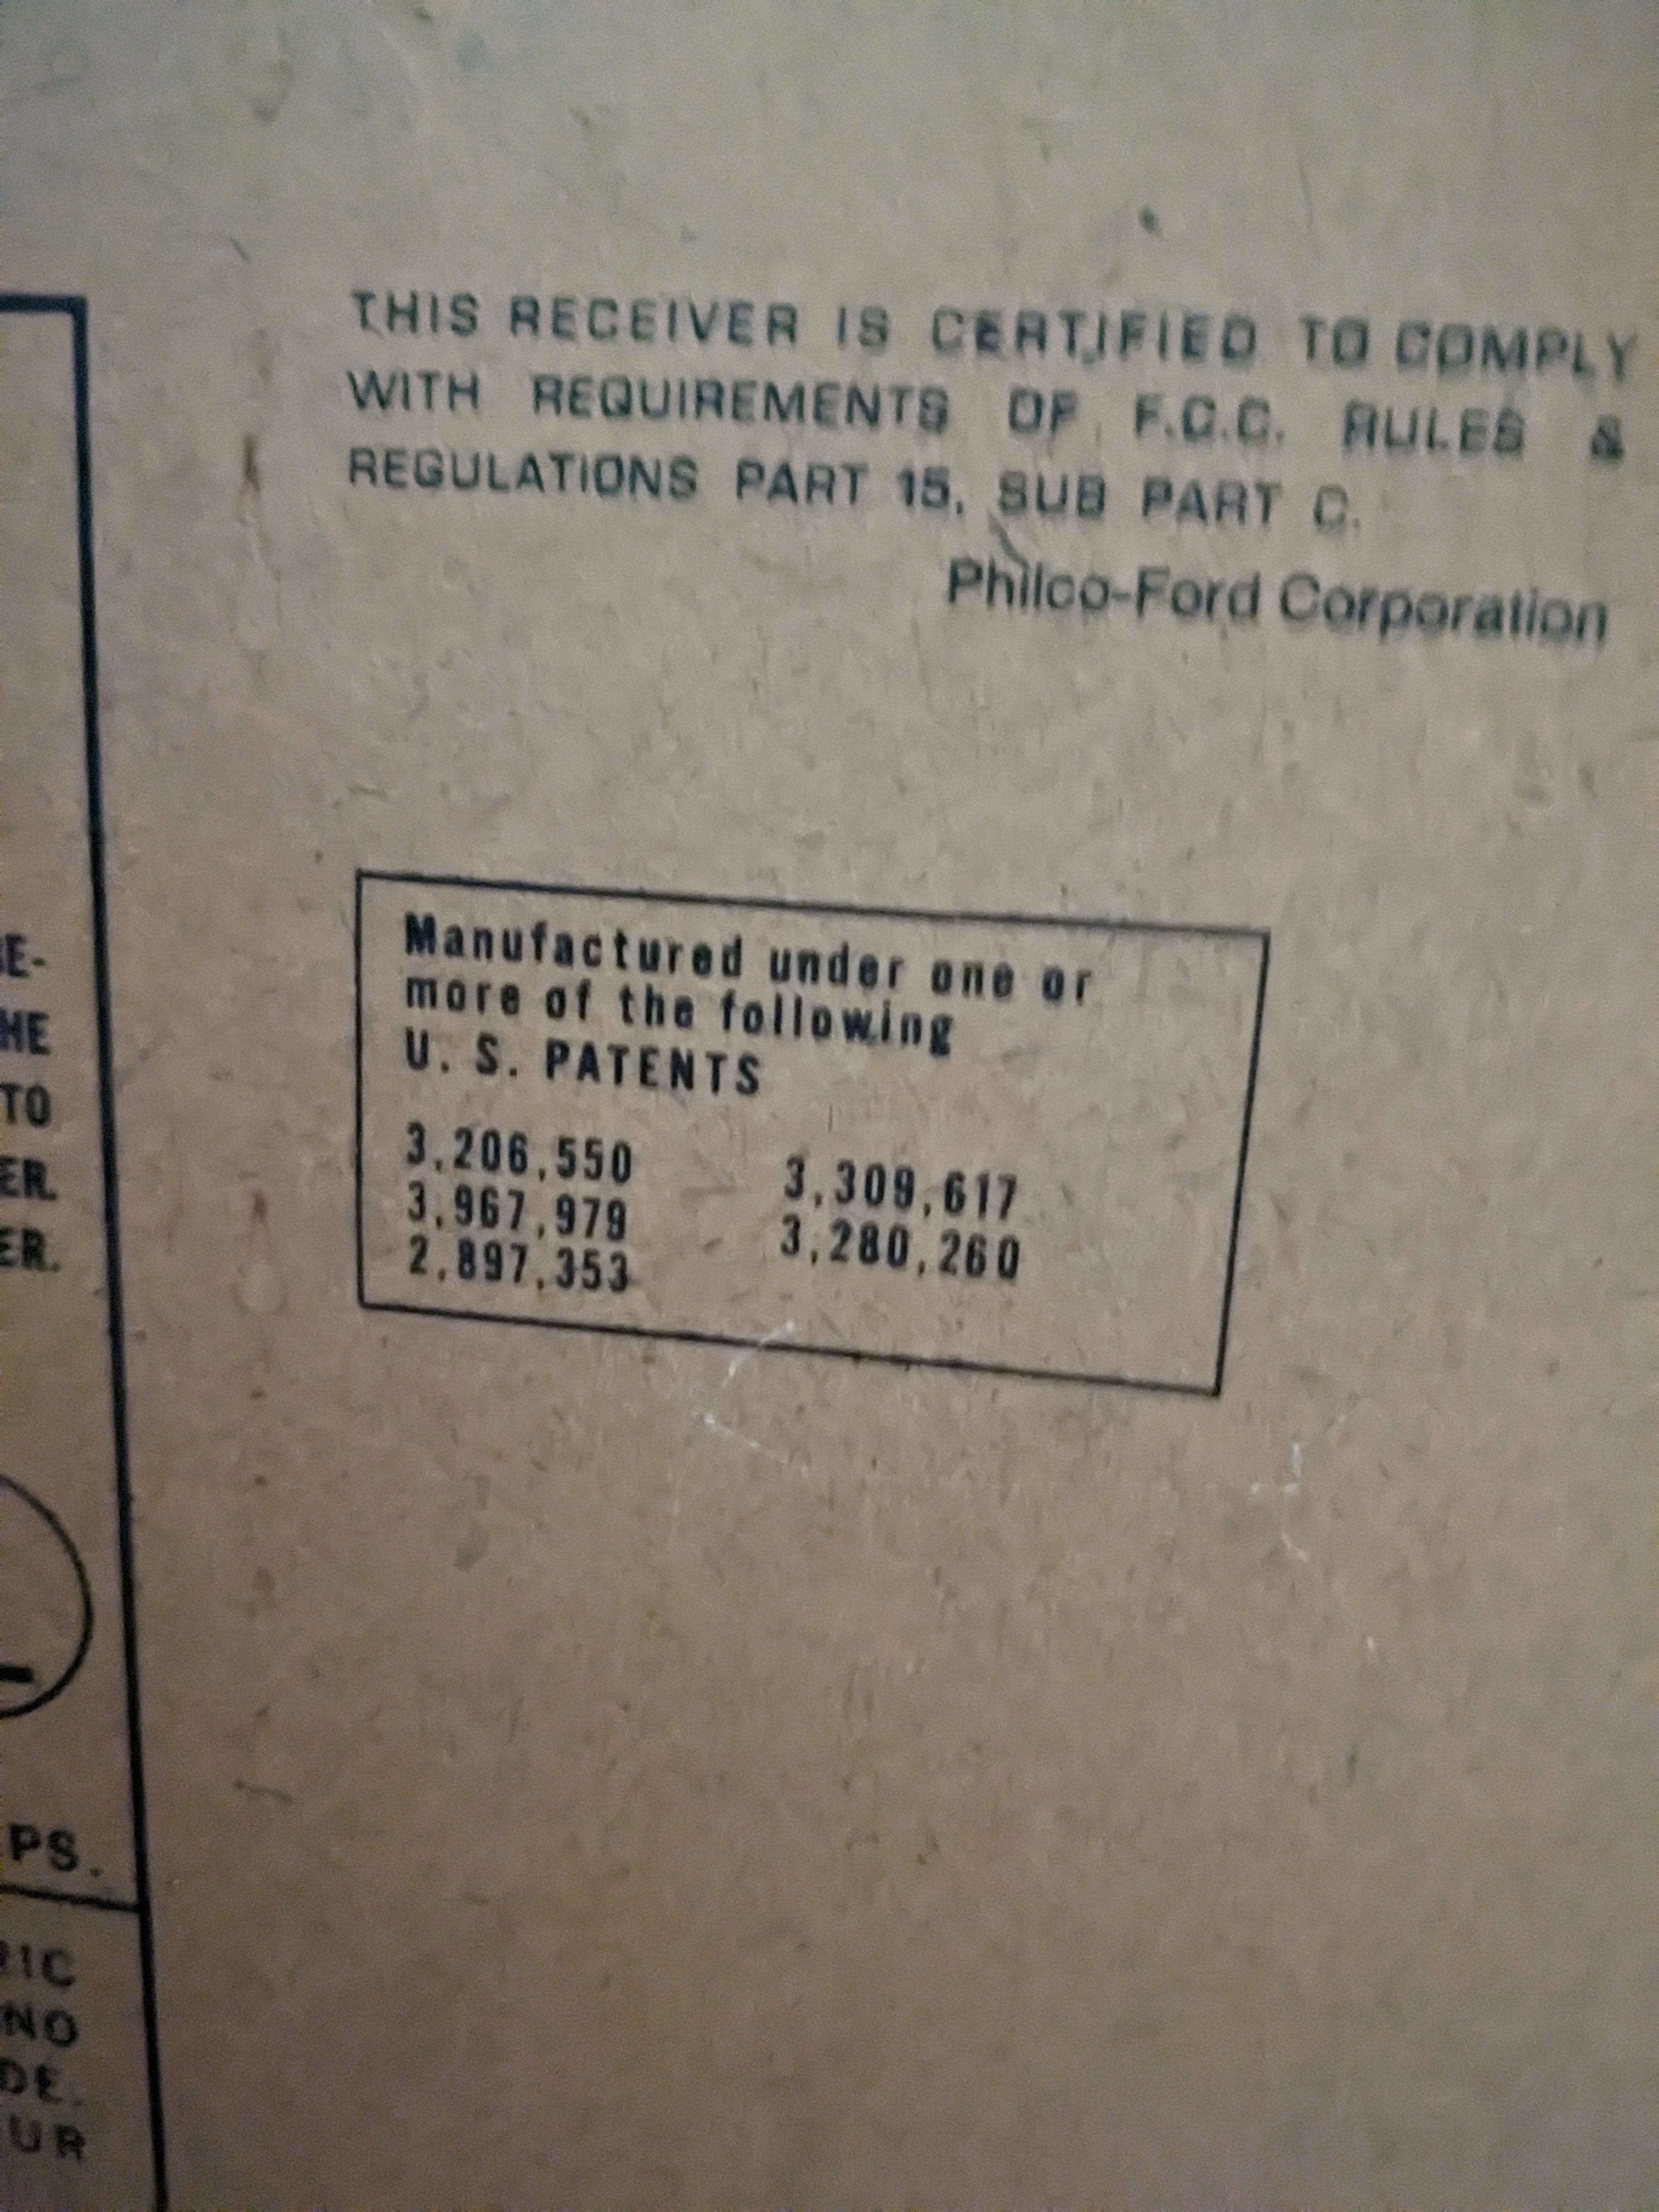 THIS RECEIVER IS CERTIFIED TO COMPLY
WITH REQUIREMENTS OF F.C.C. RULES &
REGULATIONS PART 15, SUB PART C.
Philco-Ford Corporation
Manufactured under one or
more of the following
U. S. PATENTS
3,206,550
3,967,979
2,897,353
3,309,617
3,280,260
E-
HE
TO
ER.
ER.
PS.
RIC
NO
DE.
UR